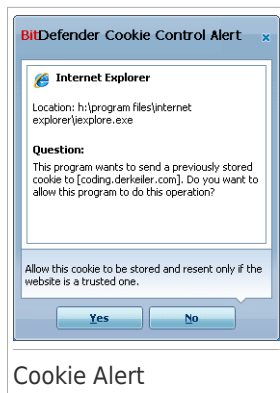 BitDefender Cookie Control Alert x
Internet Explorer
Location: h:\program files\internet
explorer\iexplore.exe
Question:
This program wants to send a previously stored
cookie to [coding.derkeiler.com]. Do you want to
allow this program to do this operation?
Allow this cookie to be stored and resent only if the
website is a trusted one.
Yes No
Cookie Alert